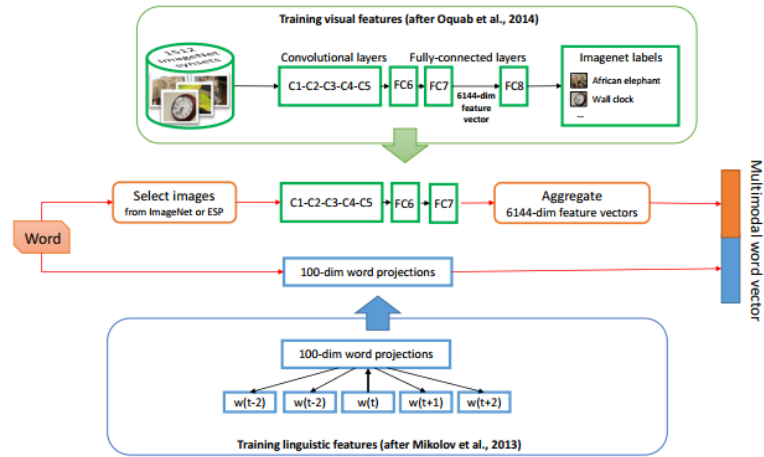 Training visual features (after Oquab et al., 2014)
1512
ImageNet
synsets
Convolutional layers
Fully-connected layers
C1-C2-C3-C4-C5
FC6
FC7
6144-dim
feature
vector
FC8
Imagenet labels
African elephant
Wall clock
...
Word
Select images
from ImageNet or ESP
C1-C2-C3-C4-C5
FC6
FC7
Aggregate
6144-dim feature vectors
100-dim word projections
Multimodal word vector
100-dim word projections
w(t-2)
w(t-2)
w(t)
w(t+1)
w(t+2)
Training linguistic features (after Mikolov et al., 2013)